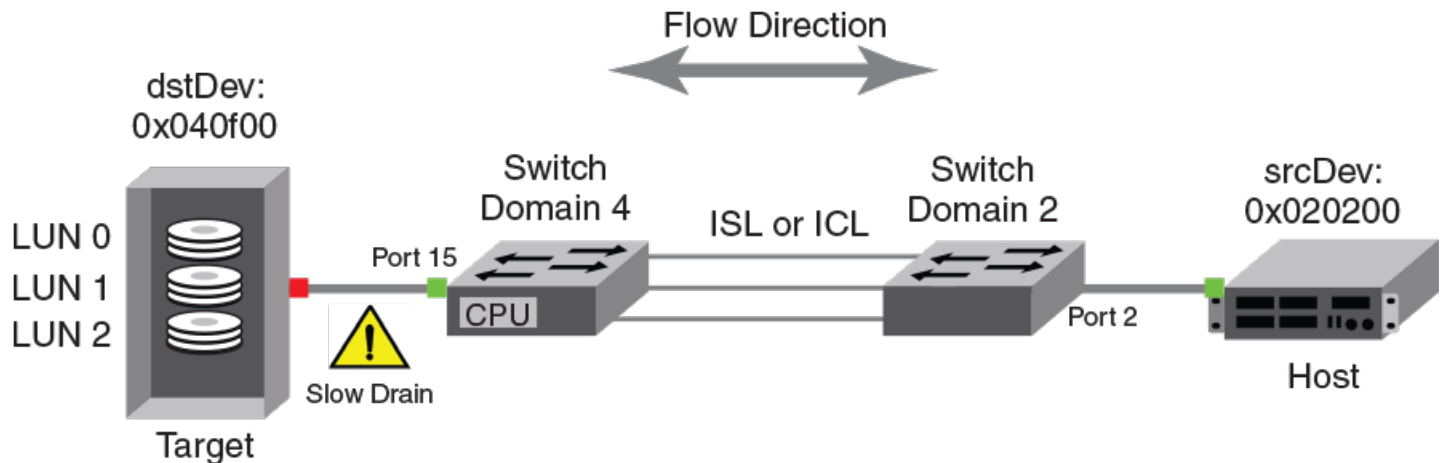 Flow Direction
dstDev:
0x040f00
LUN 0
LUN 1
LUN 2
Target
Slow Drain
Port 15
Switch
Domain 4
CPU
ISL or ICL
Switch
Domain 2
Port 2
srcDev:
0x020200
Host